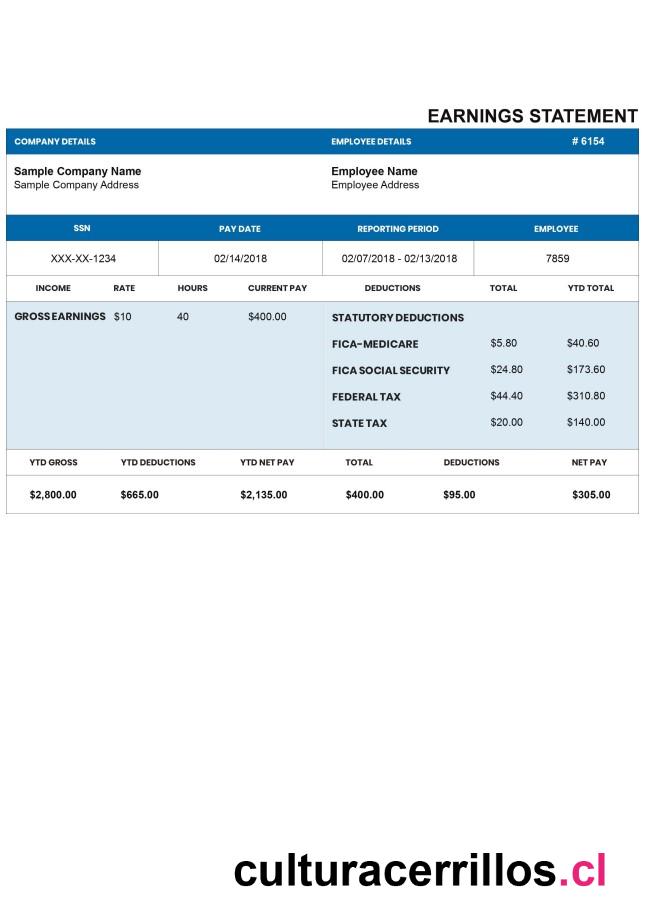 EARNINGS STATEMENT
COMPANY DETAILS EMPLOYEE DETAILS # 6154
Sample Company Name Employee Name
Sample Company Address Employee Address
SSN PAY DATE REPORTING PERIOD EMPLOYEE
XXX-XX-1234 02/14/2018 02/07/2018 - 02/13/2018 7859
INCOME RATE HOURS CURRENT PAY DEDUCTIONS TOTAL YTD TOTAL
GROSS EARNINGS $10 40 $400.00 STATUTORY DEDUCTIONS
FICA-MEDICARE $5.80 $40.60
FICA SOCIAL SECURITY $24.80 $173.60
FEDERAL TAX $44.40 $310.80
STATE TAX $20.00 $140.00
YTD GROSS YTD DEDUCTIONS YTD NET PAY TOTAL DEDUCTIONS NET PAY
$2,800.00 $665.00 $2,135.00 $400.00 $95.00 $305.00
culturacerrillos.cl